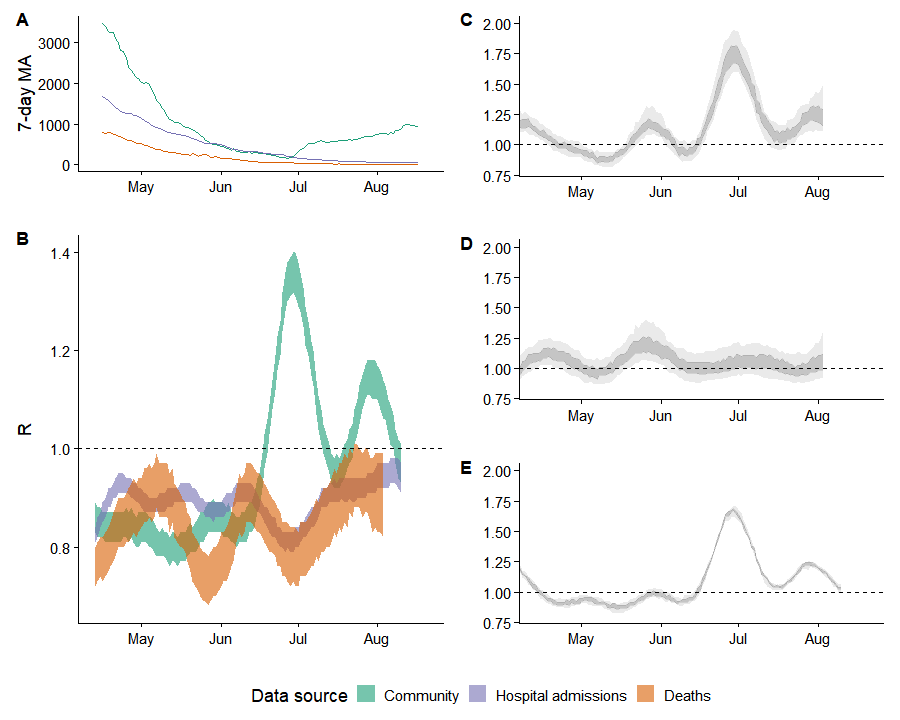 A
7-day MA
3000
2000
1000
0
May Jun Jul Aug
B
R
1.4
1.2
1.0
0.8
May Jun Jul Aug
C
2.00
1.75
1.50
1.25
1.00
0.75
May Jun Jul Aug
D
2.00
1.75
1.50
1.25
1.00
0.75
May Jun Jul Aug
E
2.00
1.75
1.50
1.25
1.00
0.75
May Jun Jul Aug
Data source Community Hospital admissions Deaths